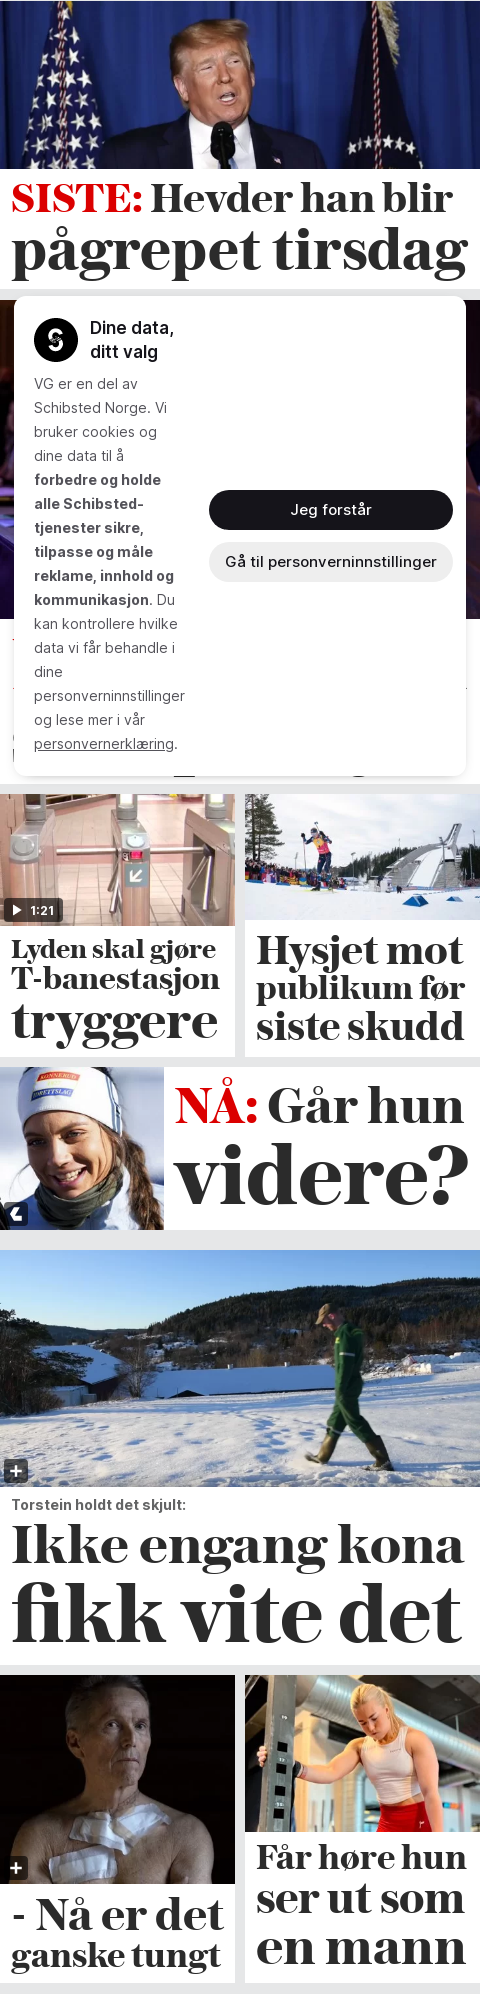 SISTE: Hevder han blir
pågrepet tirsdag
Dine data,
ditt valg
VG er en del av
Schibsted Norge. Vi
bruker cookies og
dine data til å
forbedre og holde
alle Schibsted-
tjenester sikre,
tilpasse og måle
reklame, innhold og
kommunikasjon. Du
kan kontrollere hvilke
data vi får behandle i
dine
personverninnstillinger
og lese mer i vår
personvernerklæring.
Jeg forstår
Gå til personverninnstillinger
1:21
Lyden skal gjøre
T-banestasjon
tryggere
Hysjet mot
publikum før
siste skudd
NÅ: Går hun
videre?
Torstein holdt det skjult:
Ikke engang kona
fikk vite det
- Nå er det
ganske tungt
Får høre hun
ser ut som
en mann